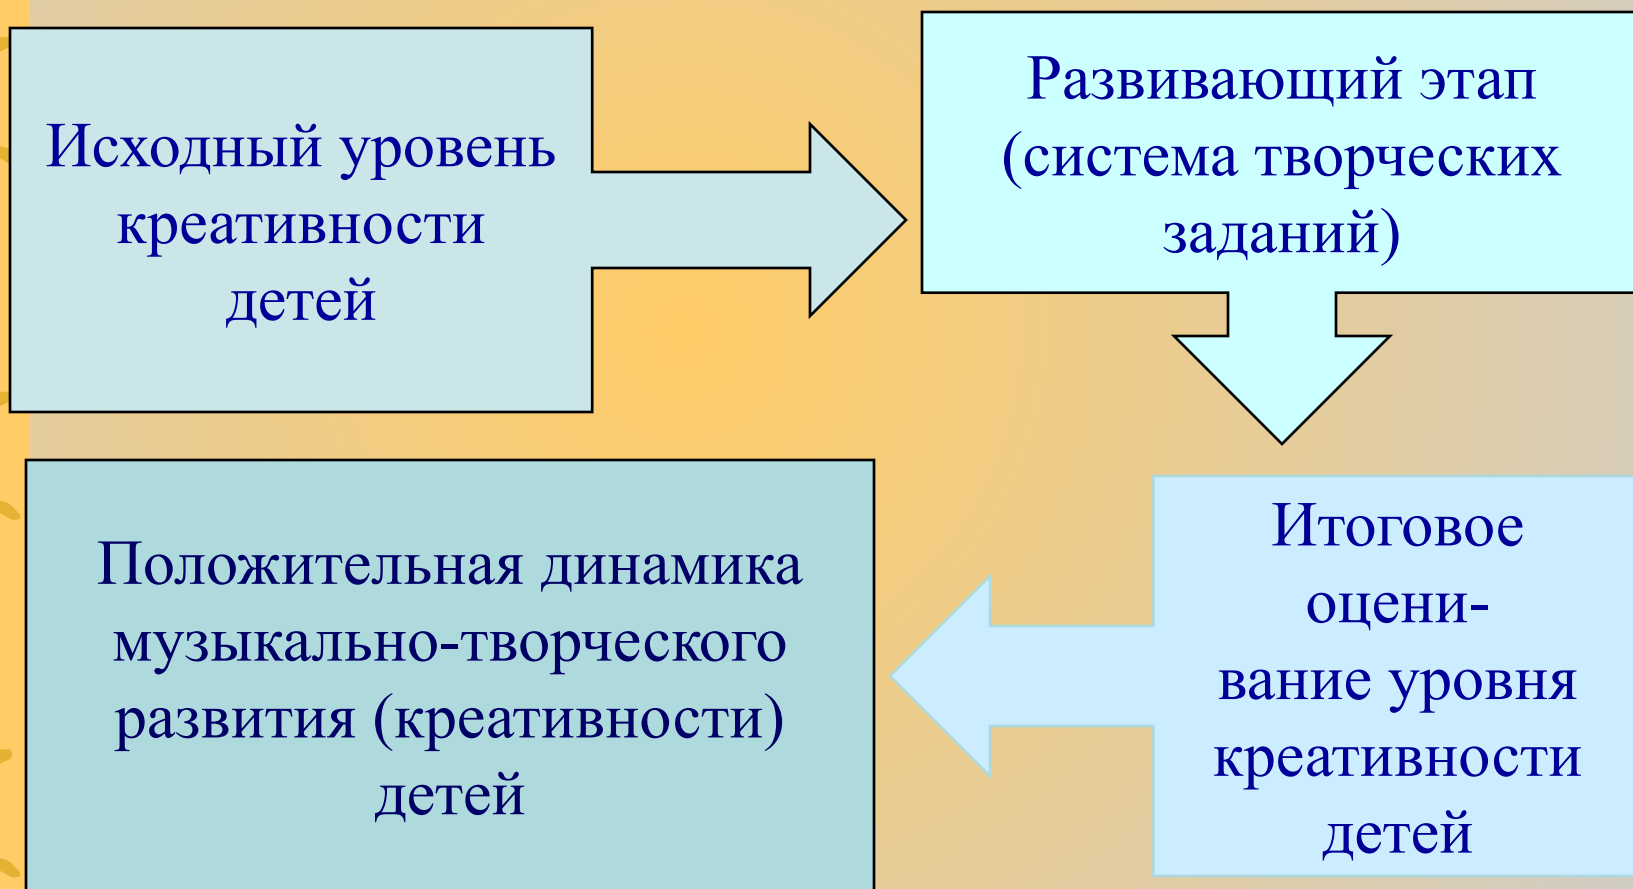 Исходный уровень
креативности
детей
Развивающий этап
(система творческих
заданий)
Итоговое
оцени-
вание уровня
креативности
детей
Положительная динамика
музыкально-творческого
развития (креативности)
детей